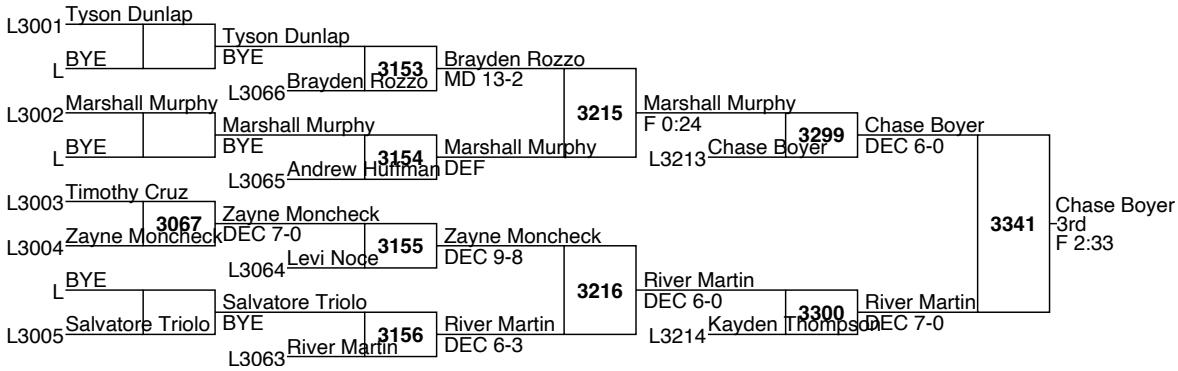 L3001 Tyson Dunlap
L BYE
Tyson Dunlap
BYE
L3066 Brayden Rozzo
3153
Brayden Rozzo
MD 13-2
L3002 Marshall Murphy
L BYE
Marshall Murphy
BYE
L3065 Andrew Huffman
3154
Marshall Murphy
DEF
3215
Marshall Murphy
F 0:24
L3213 Chase Boyer
3299
Chase Boyer
DEC 6-0
L3003 Timothy Cruz
L3004 Zayne Moncheck
3067
Zayne Moncheck
DEC 7-0
L3064 Levi Noce
3155
Zayne Moncheck
DEC 9-8
L BYE
L3005 Salvatore Triolo
Salvatore Triolo
BYE
L3063 River Martin
3156
River Martin
DEC 6-3
3216
River Martin
DEC 6-0
L3214 Kayden Thompson
3300
River Martin
DEC 7-0
3341
Chase Boyer
3rd
F 2:33